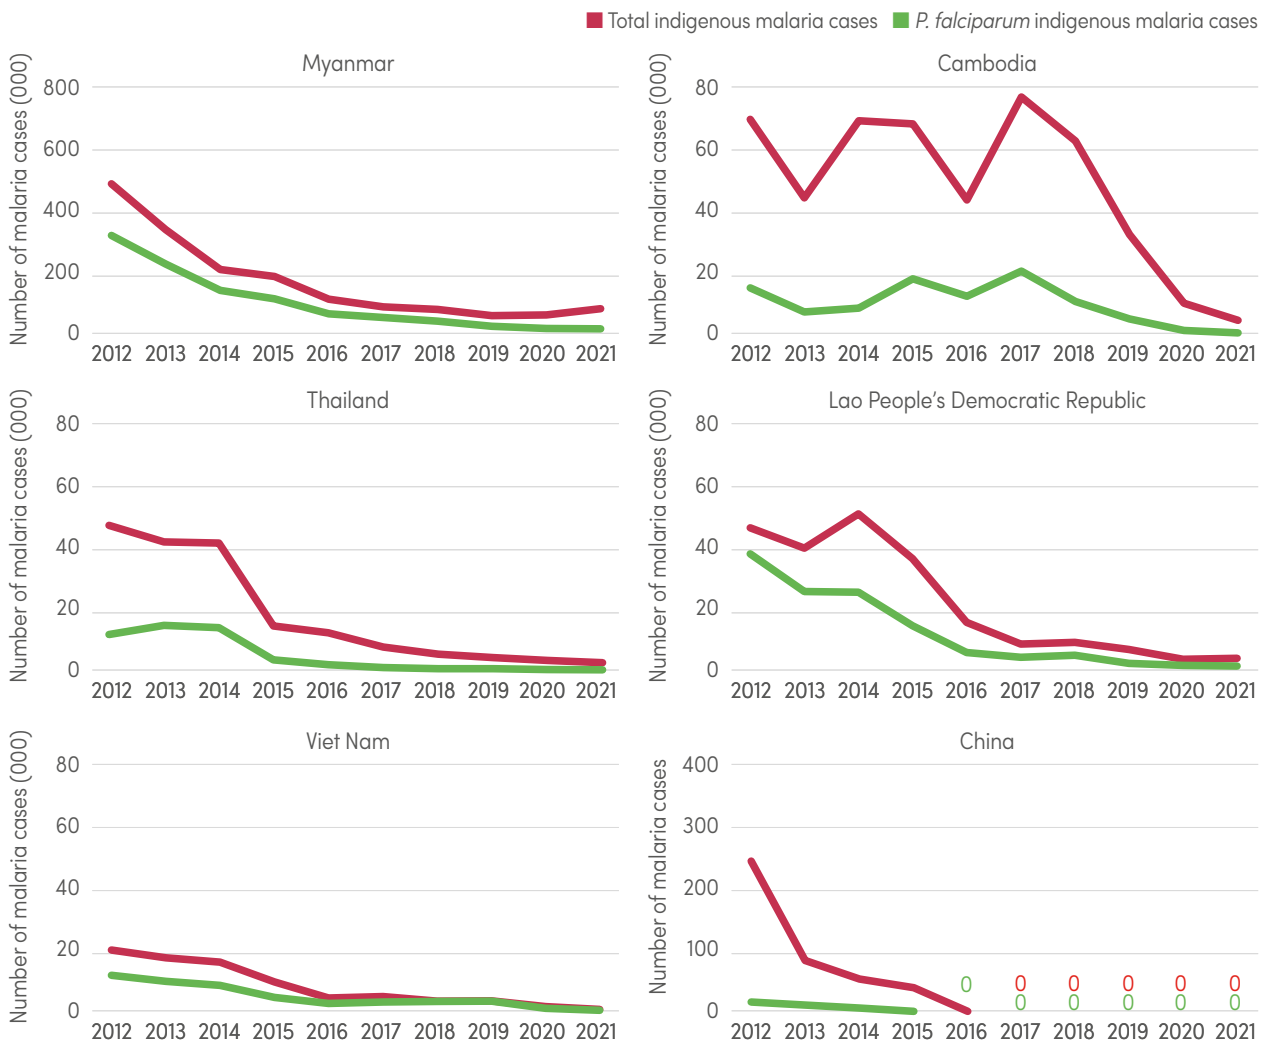 Total indigenous malaria cases P. falciparum indigenous malaria cases
Myanmar
Number of malaria cases (000)
800
600
400
200
0
2012 2013 2014 2015 2016 2017 2018 2019 2020 2021
Cambodia
Number of malaria cases (000)
80
60
40
20
0
2012 2013 2014 2015 2016 2017 2018 2019 2020 2021
Thailand
Number of malaria cases (000)
80
60
40
20
0
2012 2013 2014 2015 2016 2017 2018 2019 2020 2021
Lao People’s Democratic Republic
Number of malaria cases (000)
80
60
40
20
0
2012 2013 2014 2015 2016 2017 2018 2019 2020 2021
Viet Nam
Number of malaria cases (000)
80
60
40
20
0
2012 2013 2014 2015 2016 2017 2018 2019 2020 2021
China
Number of malaria cases
400
300
200
100
0
0 0 0 0 0 0
0 0 0 0 0
2012 2013 2014 2015 2016 2017 2018 2019 2020 2021